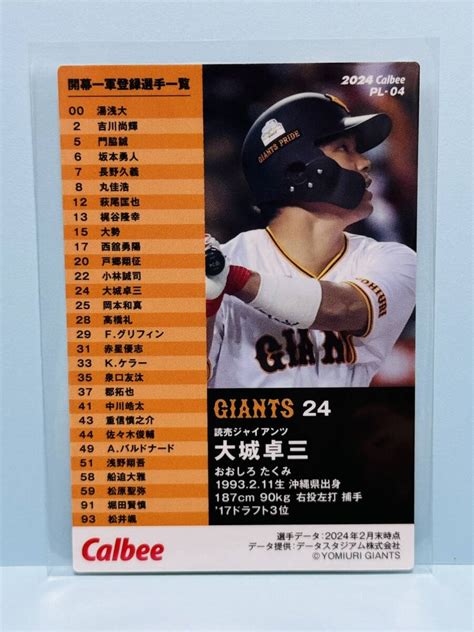 開幕一軍登録選手一覧
00 湯浅大
2 吉川尚輝
5 門脇誠
6 坂本勇人
7 長野久義
8 丸佳浩
12 萩尾匡也
13 梶谷隆幸
15 大勢
17 西舘勇陽
20 戸郷翔征
22 小林誠司
24 大城卓三
25 岡本和真
28 高橋礼
29 F.グリフィン
31 赤星優志
33 K.ケラー
35 泉口友汰
37 郡拓也
41 中川皓太
43 重信慎之介
44 佐々木俊輔
49 A.バルドナード
51 浅野翔吾
58 船迫大雅
59 松原聖弥
91 堀田賢慎
93 松井颯
2024 Calbee
PL-04
GIANTS PRIDE
GIANTS
GIANTS 24
読売ジャイアンツ
大城卓三
おおしろ たくみ
1993.2.11生 沖縄県出身
187cm 90kg 右投左打 捕手
'17ドラフト3位
Calbee
選手データ:2024年2月末時点
データ提供:データスタジアム株式会社
©YOMIURI GIANTS